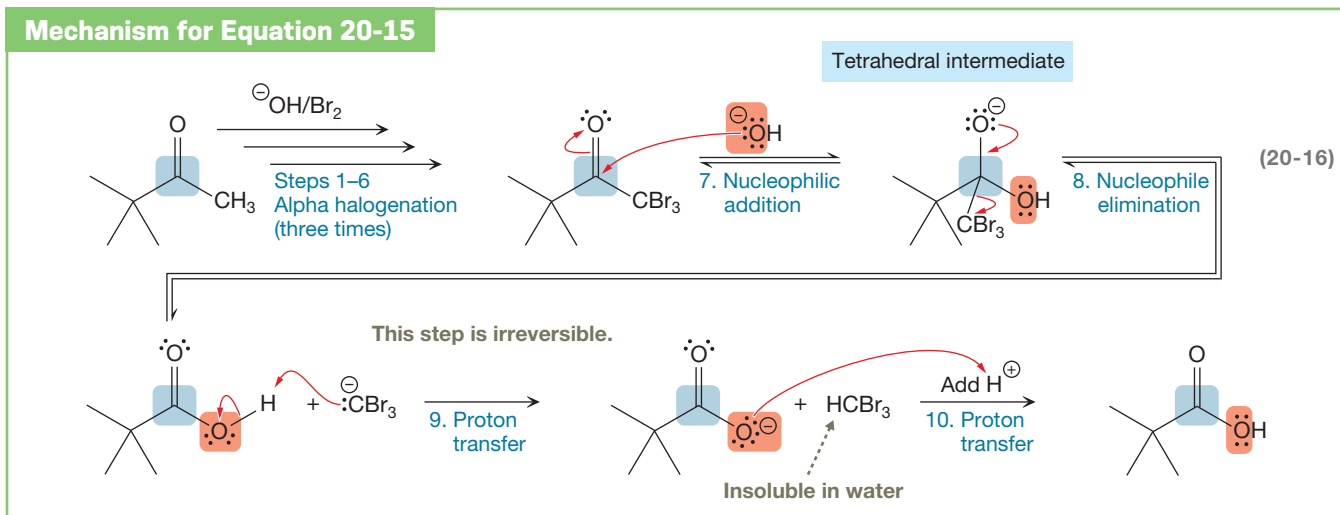 Mechanism for Equation 20-15
Tetrahedral intermediate
⊖OH/Br2
O
CH3
Steps 1–6
Alpha halogenation
(three times)
O
CBr3
⊖
:OH
7. Nucleophilic
addition
O⊖
OH
CBr3
8. Nucleophile
elimination
(20-16)
This step is irreversible.
O
O
H
+
⊖
:CBr3
9. Proton
transfer
O
O⊖
+
HCBr3
Insoluble in water
Add H⊕
10. Proton
transfer
O
OH